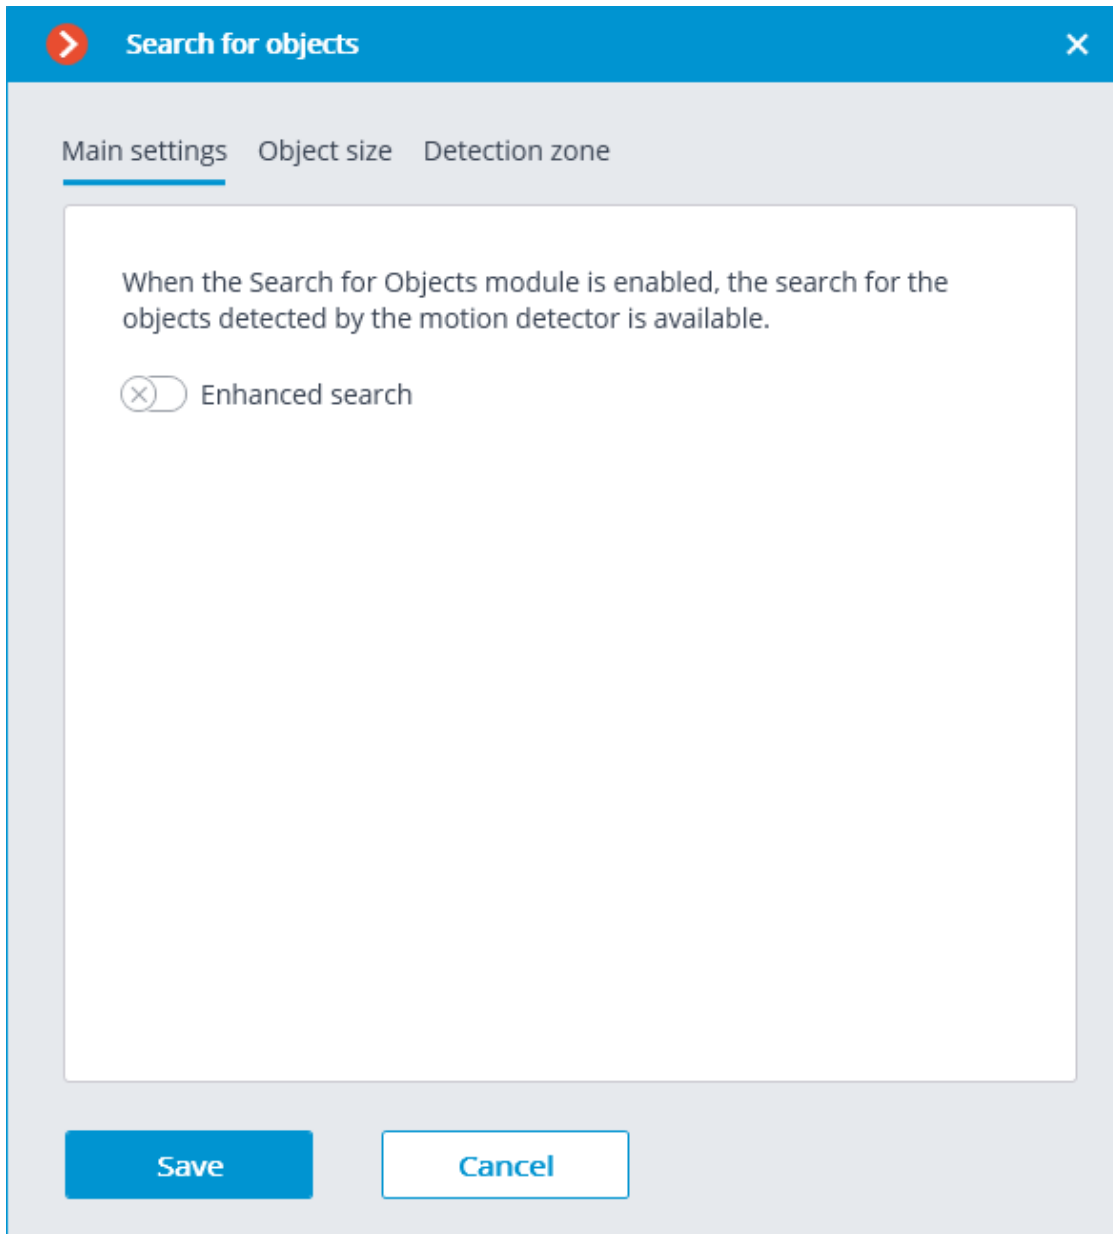 Search for objects
Main settings Object size Detection zone
When the Search for Objects module is enabled, the search for the
objects detected by the motion detector is available.
Enhanced search
Save Cancel